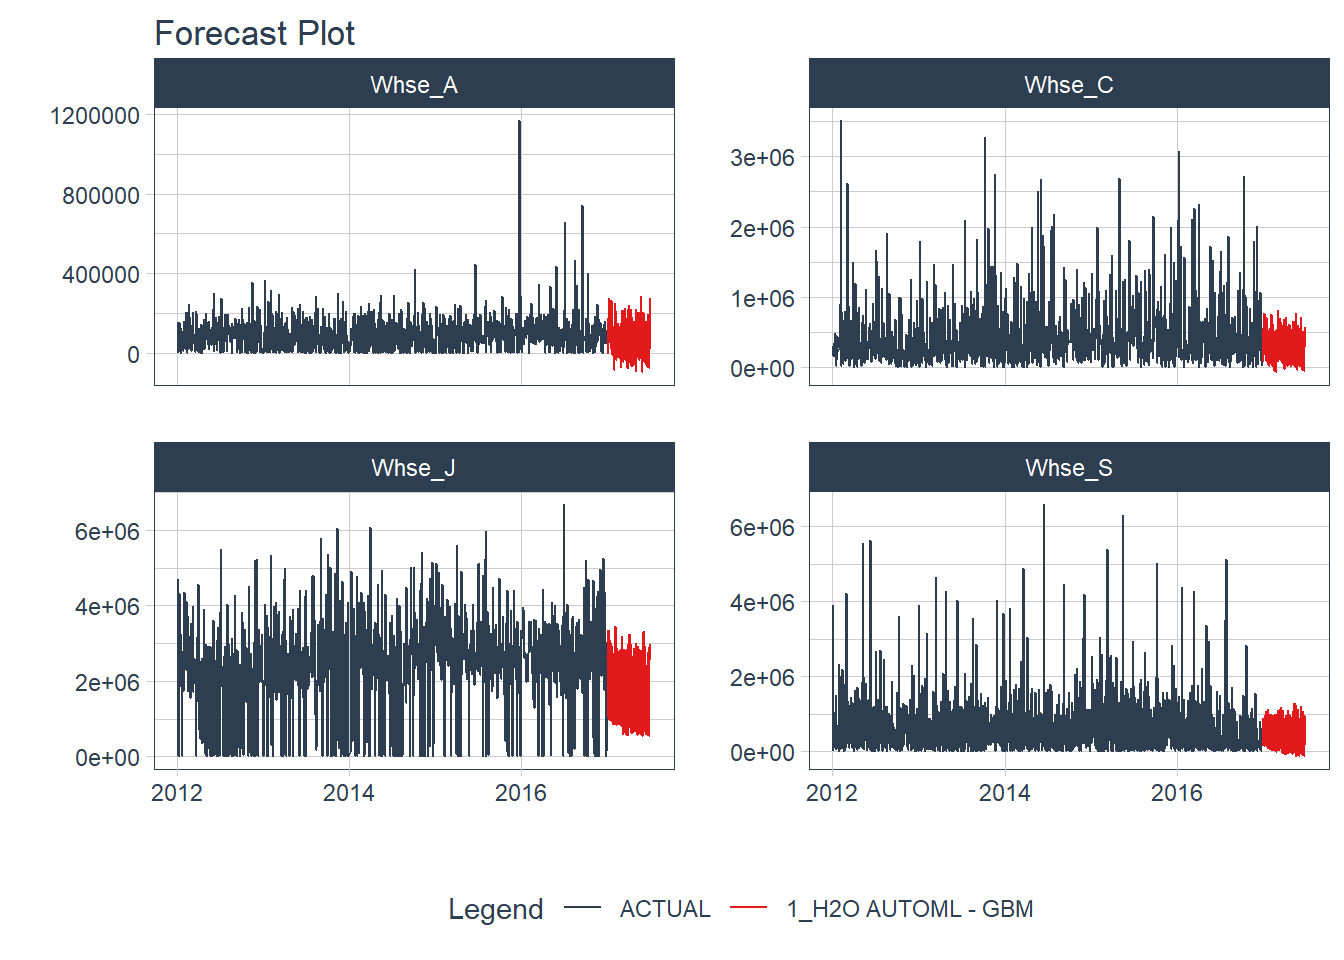 Forecast Plot
Whse_A
Whse_C
1200000
800000
400000
0
3e+06
2e+06
1e+06
0e+00
Whse_J
Whse_S
6e+06
4e+06
2e+06
0e+00
6e+06
4e+06
2e+06
0e+00
2012 2014 2016
2012 2014 2016
Legend ACTUAL 1_H2O AUTOML - GBM